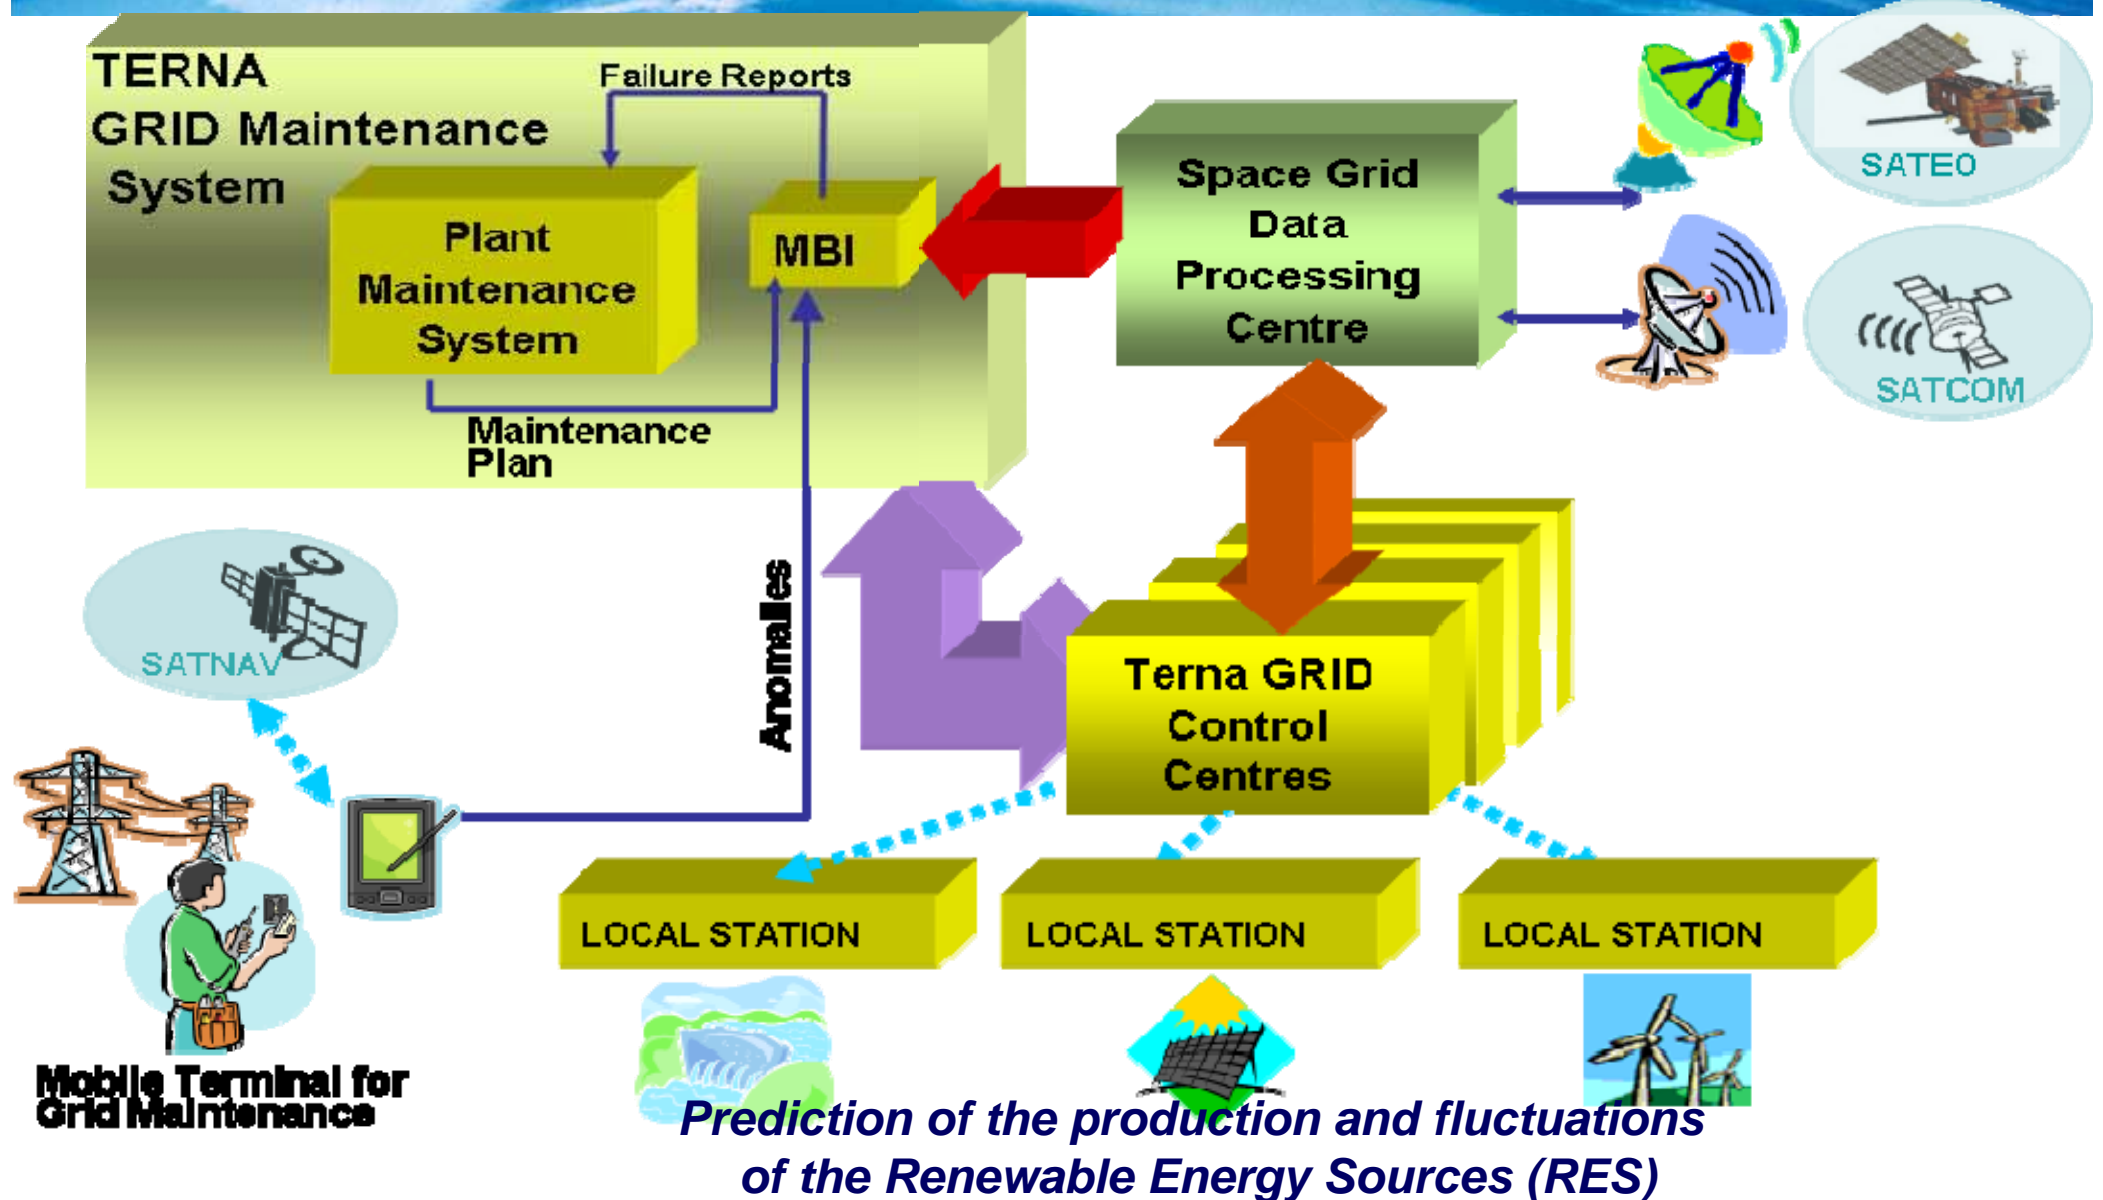 TERNA
GRID Maintenance
System
Failure Reports
Plant
Maintenance
System
MBI
Maintenance
Plan
Space Grid
Data
Processing
Centre
SATEO
SATCOM
SATNAV
Anomalies
Terna GRID
Control
Centres
LOCAL STATION
LOCAL STATION
LOCAL STATION
Mobile Terminal for
Grid Maintenance
Prediction of the production and fluctuations
of the Renewable Energy Sources (RES)